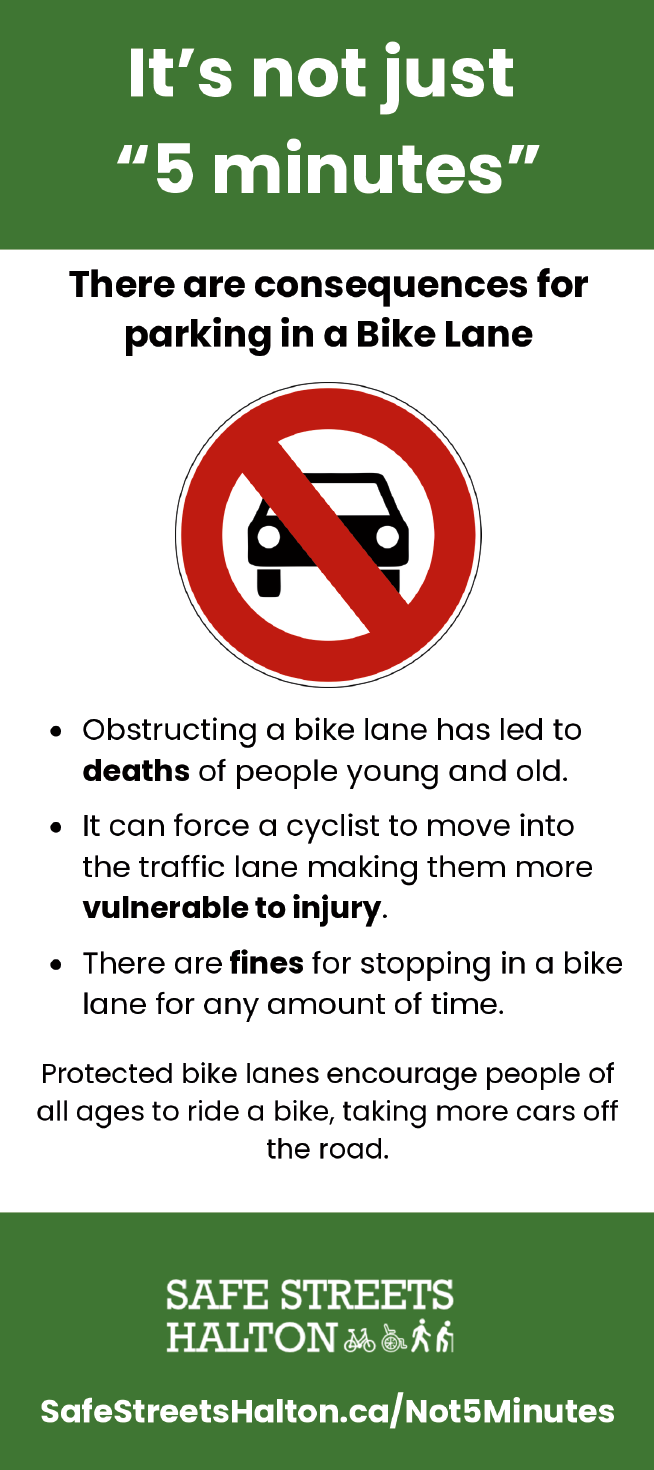 It’s not just
“5 minutes”
There are consequences for
parking in a Bike Lane
• Obstructing a bike lane has led to
deaths of people young and old.
• It can force a cyclist to move into
the traffic lane making them more
vulnerable to injury.
• There are fines for stopping in a bike
lane for any amount of time.
Protected bike lanes encourage people of
all ages to ride a bike, taking more cars off
the road.
SAFE STREETS
HALTON
SafeStreetsHalton.ca/Not5Minutes